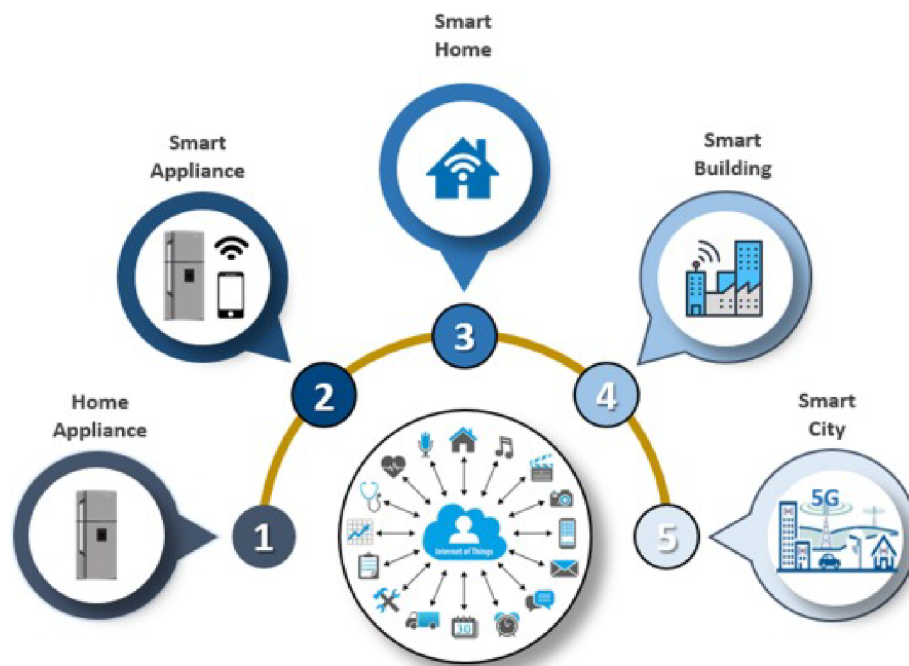 Smart
Home
Smart
Appliance
Smart
Building
3
2
4
Home
Appliance
Smart
City
1
Internet of Things
5
5G
30